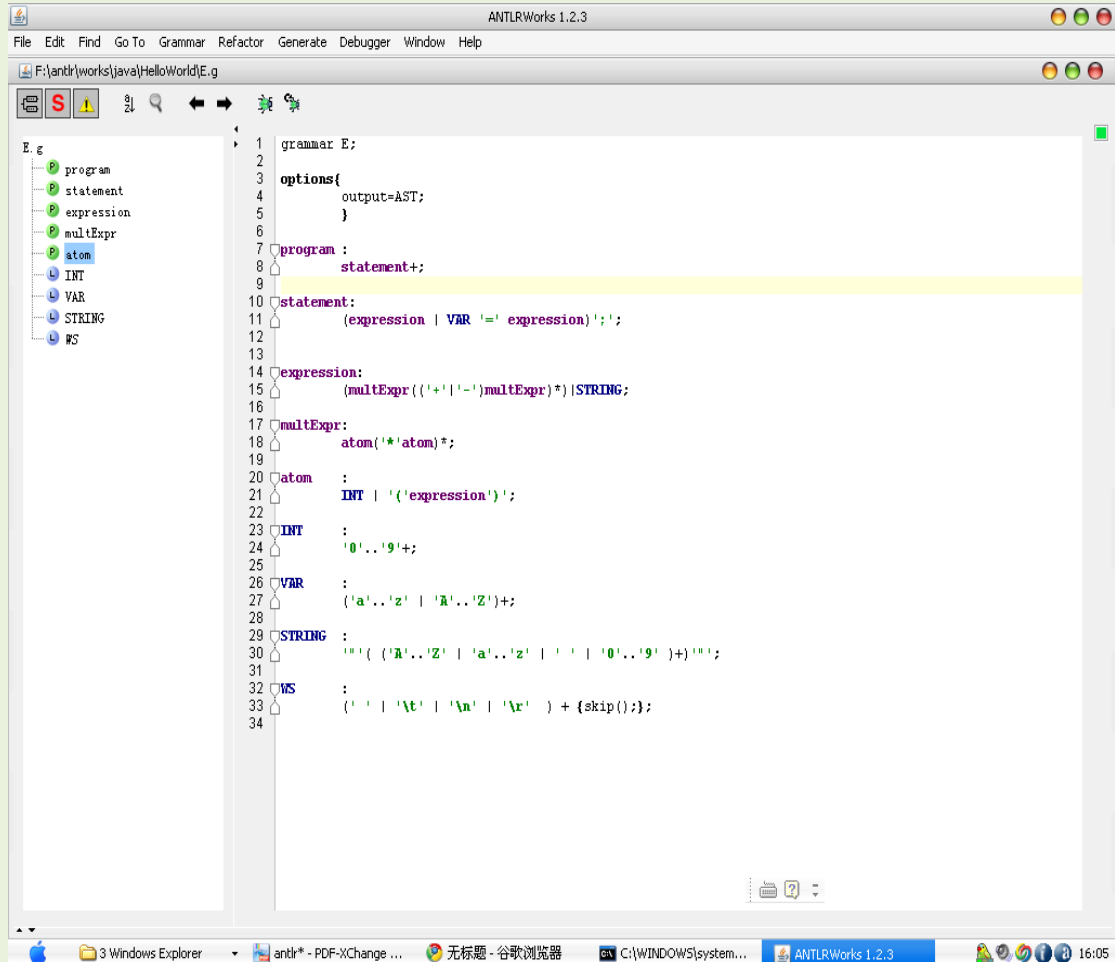 ANTLRWorks 1.2.3
File Edit Find Go To Grammar Refactor Generate Debugger Window Help
F:\antlr\works\java\HelloWorld\E.g
E.g
program
statement
expression
multExpr
atom
INT
VAR
STRING
WS
1 grammar E;
2
3 options{
4 output=AST;
5 }
6
7 program :
8 statement+;
9
10 statement:
11 (expression | VAR '=' expression)';';
12
13
14 expression:
15 (multExpr(('+'|'-')multExpr)*)|STRING;
16
17 multExpr:
18 atom('*'atom)*;
19
20 atom :
21 INT | '('expression')';
22
23 INT :
24 '0'..'9'+;
25
26 VAR :
27 ('a'..'z' | 'A'..'Z')+;
28
29 STRING :
30 '"'( ('A'..'Z' | 'a'..'z' | ' ' | '0'..'9' )+)'"';
31
32 WS :
33 (' ' | '\t' | '\n' | '\r' ) + {skip();};
34
3 Windows Explorer antlr* - PDF-XChange ... 无标题 - 谷歌浏览器 C:\WINDOWS\system... ANTLRWorks 1.2.3 16:05